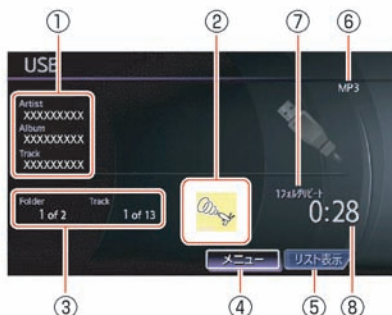 ① ② ⑦ ⑥
USB
MP3
Artist
XXXXXXXXX
Album
XXXXXXXXX
Track
XXXXXXXXX
1フォルダリピート
0:28
Folder Track
1 of 2 1 of 13
メニュー リスト表示
③ ④ ⑤ ⑧